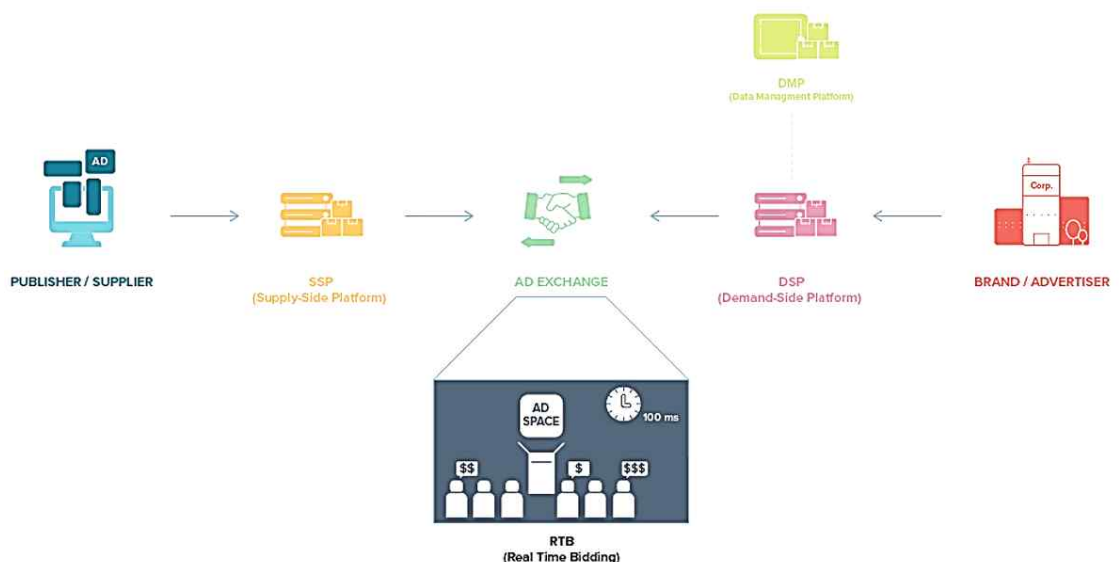 DMP
(Data Managment Platform)
AD
Corp.
PUBLISHER / SUPPLIER
SSP
(Supply-Side Platform)
AD EXCHANGE
DSP
(Demand-Side Platform)
BRAND / ADVERTISER
AD
SPACE
100 ms
$$
$
$$$
RTB
(Real Time Bidding)